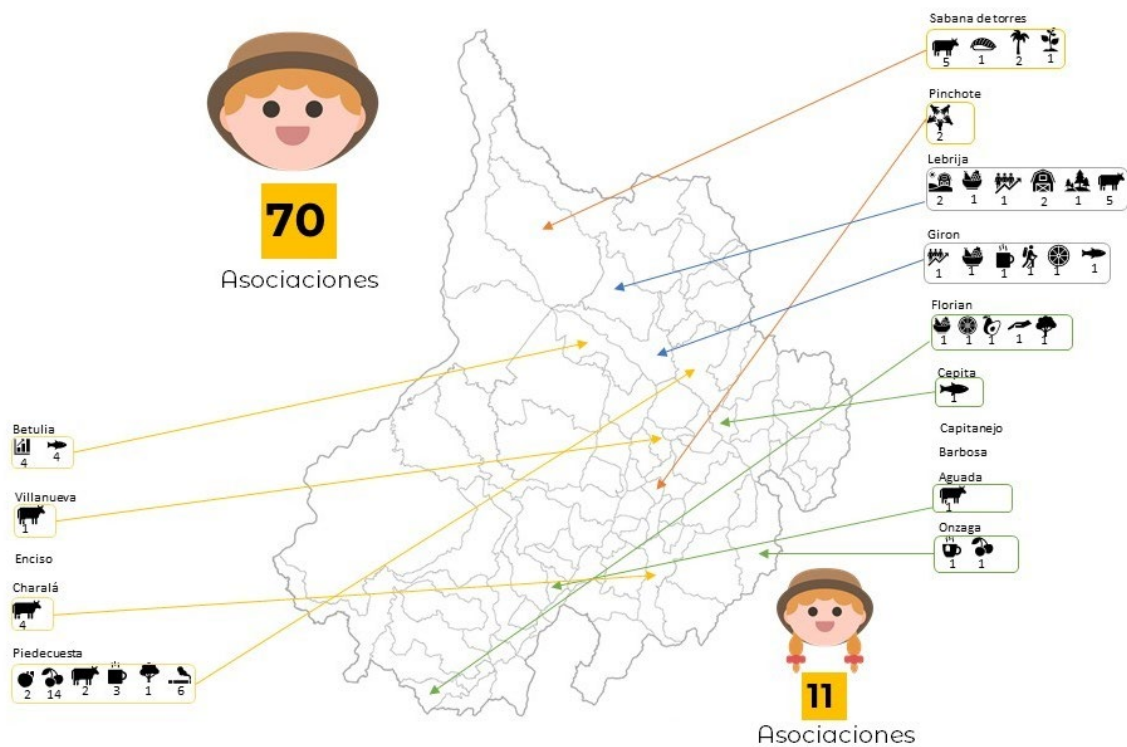 Sabana de torres
5 1 2 1
Pinchote
2
Lebrija
2 1 1 2 1 5
Giron
1 1 1 1 1 1
Florian
1 1 1 1 1
Cepita
1
Capitanejo
Barbosa
Aguada
1
Onzaga
1 1
70
Asociaciones
Betulia
4 4
Villanueva
1
Enciso
Charalá
4
Piedecuesta
2 14 2 3 1 6
11
Asociaciones